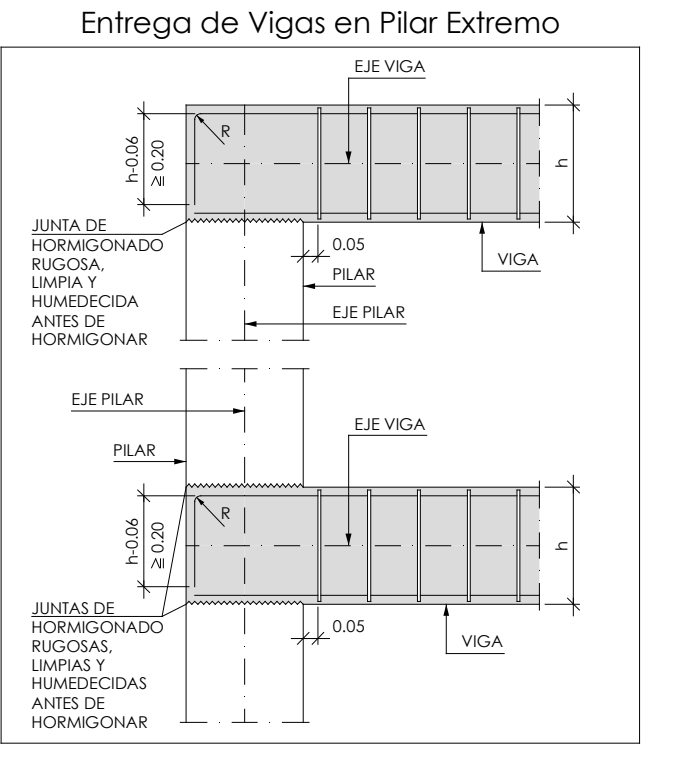 Entrega de Vigas en Pilar Extremo
EJE VIGA
R
h-0.06
≥ 0.20
h
JUNTA DE
HORMIGONADO
RUGOSA,
LIMPIA Y
HUMEDECIDA
ANTES DE
HORMIGONAR
0.05
VIGA
PILAR
EJE PILAR
EJE PILAR
EJE VIGA
PILAR
R
h-0.06
≥ 0.20
h
JUNTAS DE
HORMIGONADO
RUGOSAS,
LIMPIAS Y
HUMEDECIDAS
ANTES DE
HORMIGONAR
0.05
VIGA